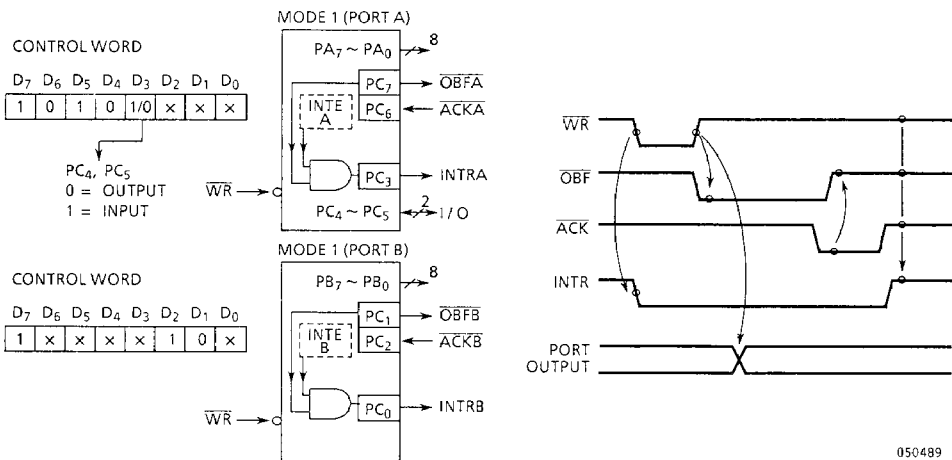 MODE 1 (PORT A)
CONTROL WORD
D7 D6 D5 D4 D3 D2 D1 D0
1 0 1 0 1/0 × × ×
PC4, PC5
0 = OUTPUT
1 = INPUT
PA7 ~ PA0
8
PC7
OBFA
INTE
A
PC6
ACKA
PC3
INTRA
WR
PC4 ~ PC5
2
I/O
MODE 1 (PORT B)
CONTROL WORD
D7 D6 D5 D4 D3 D2 D1 D0
1 × × × × 1 0 ×
PB7 ~ PB0
8
PC1
OBFB
INTE
B
PC2
ACKB
PC0
INTRB
WR
WR
OBF
ACK
INTR
PORT
OUTPUT
050489